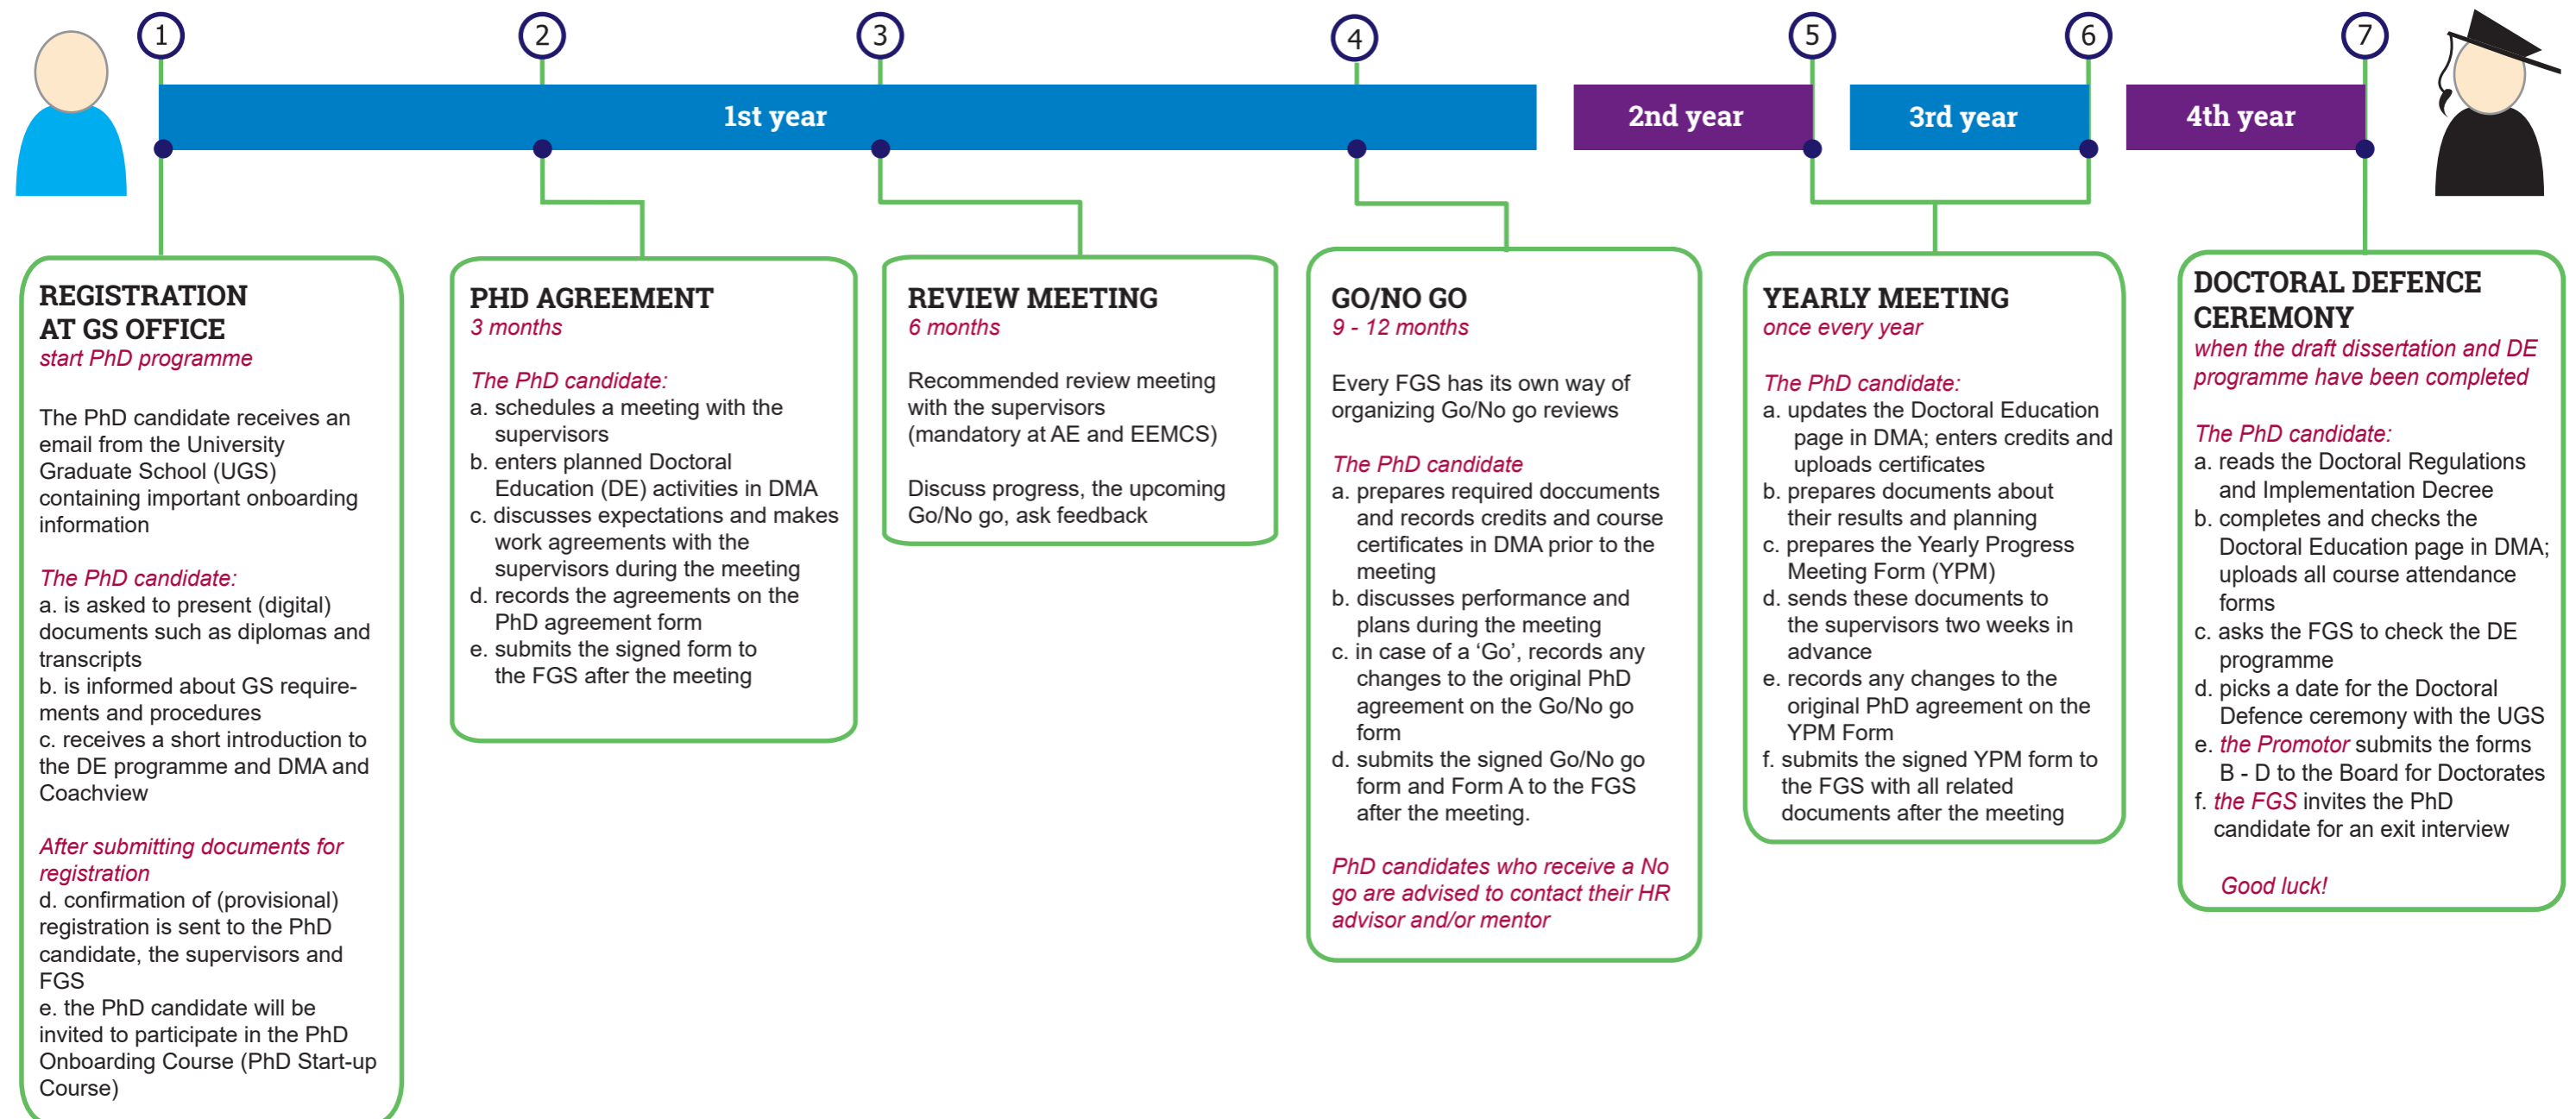 1
2
3
4
5
6
7
1st year
2nd year
3rd year
4th year
REGISTRATION
AT GS OFFICE
start PhD programme
The PhD candidate receives an
email from the University
Graduate School (UGS)
containing important onboarding
information
The PhD candidate:
a. is asked to present (digital)
documents such as diplomas and
transcripts
b. is informed about GS require-
ments and procedures
c. receives a short introduction to
the DE programme and DMA and
Coachview
After submitting documents for
registration
d. confirmation of (provisional)
registration is sent to the PhD
candidate, the supervisors and
FGS
e. the PhD candidate will be
invited to participate in the PhD
Onboarding Course (PhD Start-up
Course)
PHD AGREEMENT
3 months
The PhD candidate:
a. schedules a meeting with the
supervisors
b. enters planned Doctoral
Education (DE) activities in DMA
c. discusses expectations and makes
work agreements with the
supervisors during the meeting
d. records the agreements on the
PhD agreement form
e. submits the signed form to
the FGS after the meeting
REVIEW MEETING
6 months
Recommended review meeting
with the supervisors
(mandatory at AE and EEMCS)
Discuss progress, the upcoming
Go/No go, ask feedback
GO/NO GO
9 - 12 months
Every FGS has its own way of
organizing Go/No go reviews
The PhD candidate
a. prepares required doccuments
and records credits and course
certificates in DMA prior to the
meeting
b. discusses performance and
plans during the meeting
c. in case of a ‘Go’, records any
changes to the original PhD
agreement on the Go/No go
form
d. submits the signed Go/No go
form and Form A to the FGS
after the meeting.
PhD candidates who receive a No
go are advised to contact their HR
advisor and/or mentor
YEARLY MEETING
once every year
The PhD candidate:
a. updates the Doctoral Education
page in DMA; enters credits and
uploads certificates
b. prepares documents about
their results and planning
c. prepares the Yearly Progress
Meeting Form (YPM)
d. sends these documents to
the supervisors two weeks in
advance
e. records any changes to the
original PhD agreement on the
YPM Form
f. submits the signed YPM form to
the FGS with all related
documents after the meeting
DOCTORAL DEFENCE
CEREMONY
when the draft dissertation and DE
programme have been completed
The PhD candidate:
a. reads the Doctoral Regulations
and Implementation Decree
b. completes and checks the
Doctoral Education page in DMA;
uploads all course attendance
forms
c. asks the FGS to check the DE
programme
d. picks a date for the Doctoral
Defence ceremony with the UGS
e. the Promotor submits the forms
B - D to the Board for Doctorates
f. the FGS invites the PhD
candidate for an exit interview
Good luck!